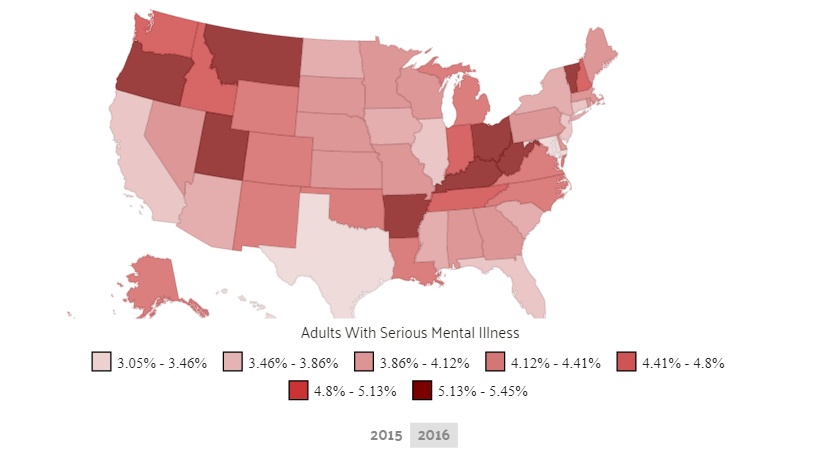 Adults With Serious Mental Illness
3.05% - 3.46% 3.46% - 3.86% 3.86% - 4.12% 4.12% - 4.41% 4.41% - 4.8%
4.8% - 5.13% 5.13% - 5.45%
2015 2016